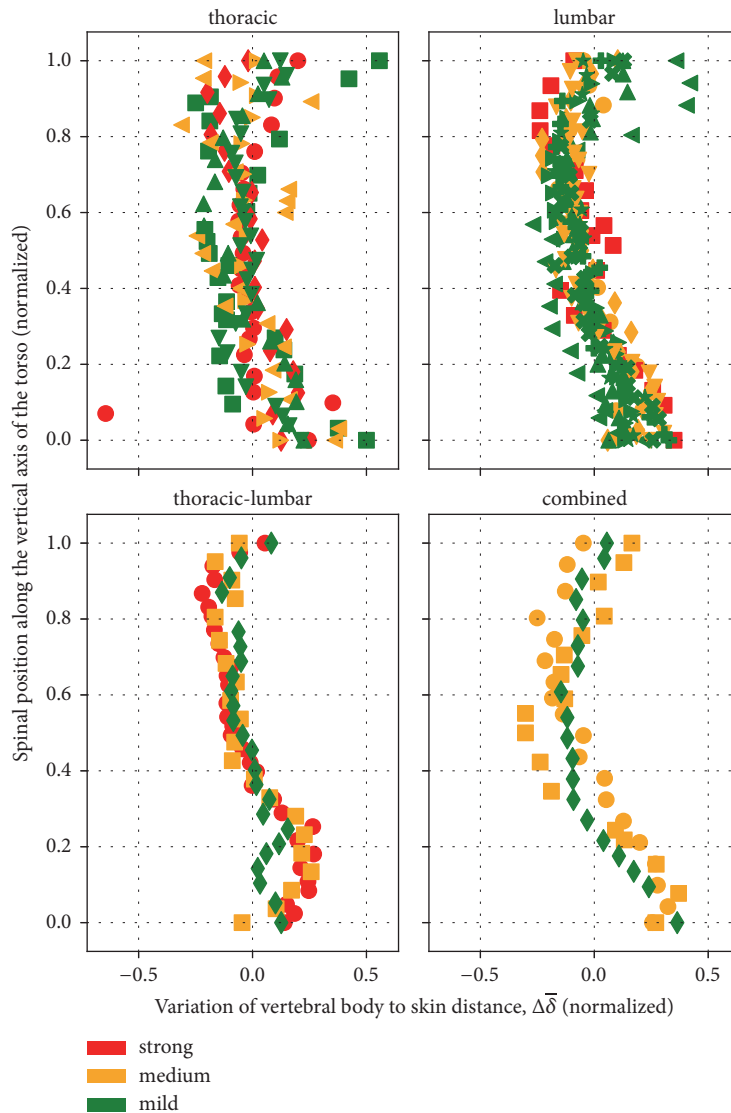 thoracic
lumbar
1.0
0.8
0.6
0.4
0.2
0.0
thoracic-lumbar
combined
1.0
0.8
0.6
0.4
0.2
0.0
Spinal position along the vertical axis of the torso (normalized)
−0.5 0.0 0.5
−0.5 0.0 0.5
Variation of vertebral body to skin distance, Δδ̅ (normalized)
strong
medium
mild